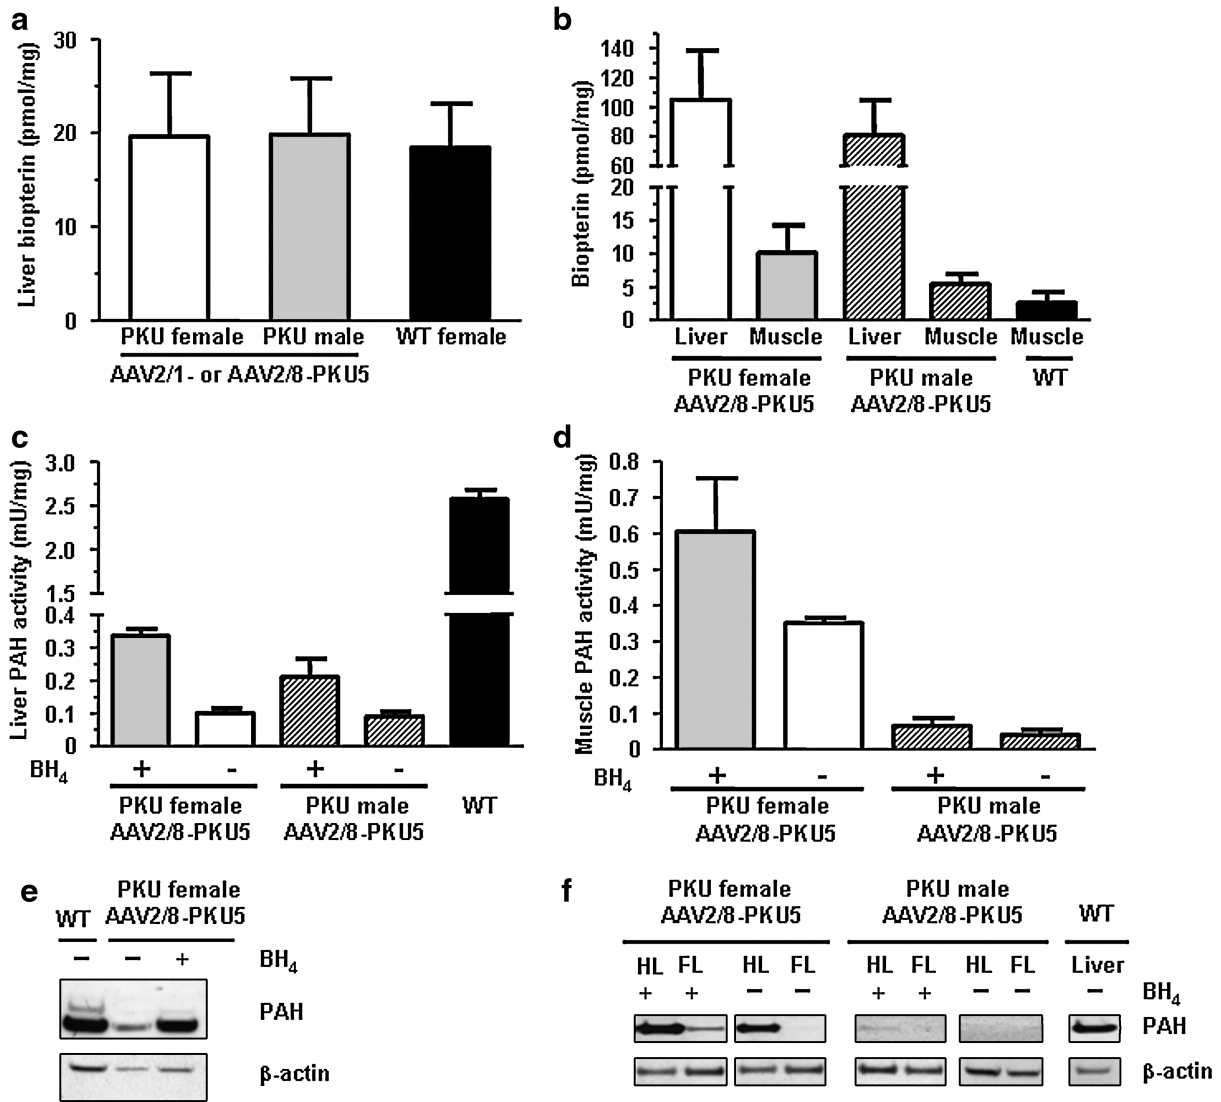 a
Liver biopterin (pmol/mg)
30
20
10
0
PKU female PKU male WT female
AAV2/1- or AAV2/8-PKU5
b
Biopterin (pmol/mg)
140
120
100
80
60
20
15
10
5
0
Liver Muscle Liver Muscle Muscle
PKU female PKU male WT
AAV2/8-PKU5 AAV2/8-PKU5
c
Liver PAH activity (mU/mg)
3.0
2.5
2.0
1.5
0.4
0.3
0.2
0.1
0
BH4 + - + -
PKU female PKU male WT
AAV2/8-PKU5 AAV2/8-PKU5
d
Muscle PAH activity (mU/mg)
0.8
0.7
0.6
0.5
0.4
0.3
0.2
0.1
0
BH4 + - + -
PKU female PKU male
AAV2/8-PKU5 AAV2/8-PKU5
e
PKU female
WT AAV2/8-PKU5
− − + BH4
PAH
β-actin
f
PKU female PKU male WT
AAV2/8-PKU5 AAV2/8-PKU5
HL FL HL FL HL FL HL FL Liver
+ + − − + + − − − BH4
PAH
β-actin